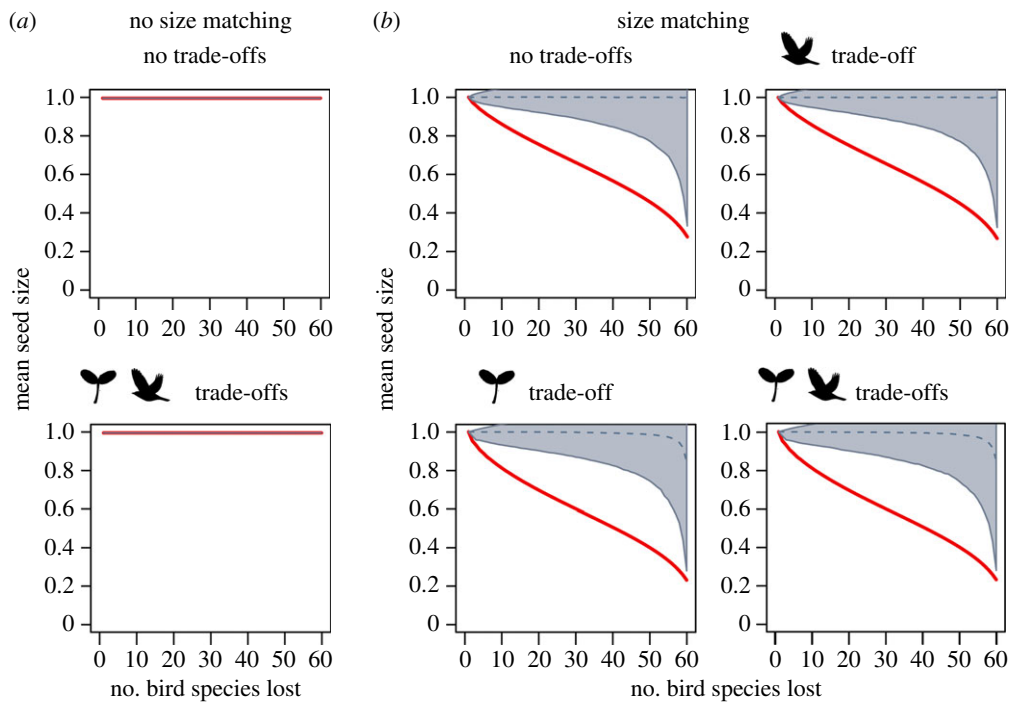 (a) no size matching
no trade-offs
1.0
0.8
0.6
0.4
0.2
0
0 10 20 30 40 50 60
trade-offs
1.0
0.8
0.6
0.4
0.2
0
0 10 20 30 40 50 60
mean seed size
no. bird species lost
(b) size matching
no trade-offs
1.0
0.8
0.6
0.4
0.2
0
0 10 20 30 40 50 60
trade-off
1.0
0.8
0.6
0.4
0.2
0
0 10 20 30 40 50 60
trade-off
1.0
0.8
0.6
0.4
0.2
0
0 10 20 30 40 50 60
trade-offs
1.0
0.8
0.6
0.4
0.2
0
0 10 20 30 40 50 60
mean seed size
no. bird species lost